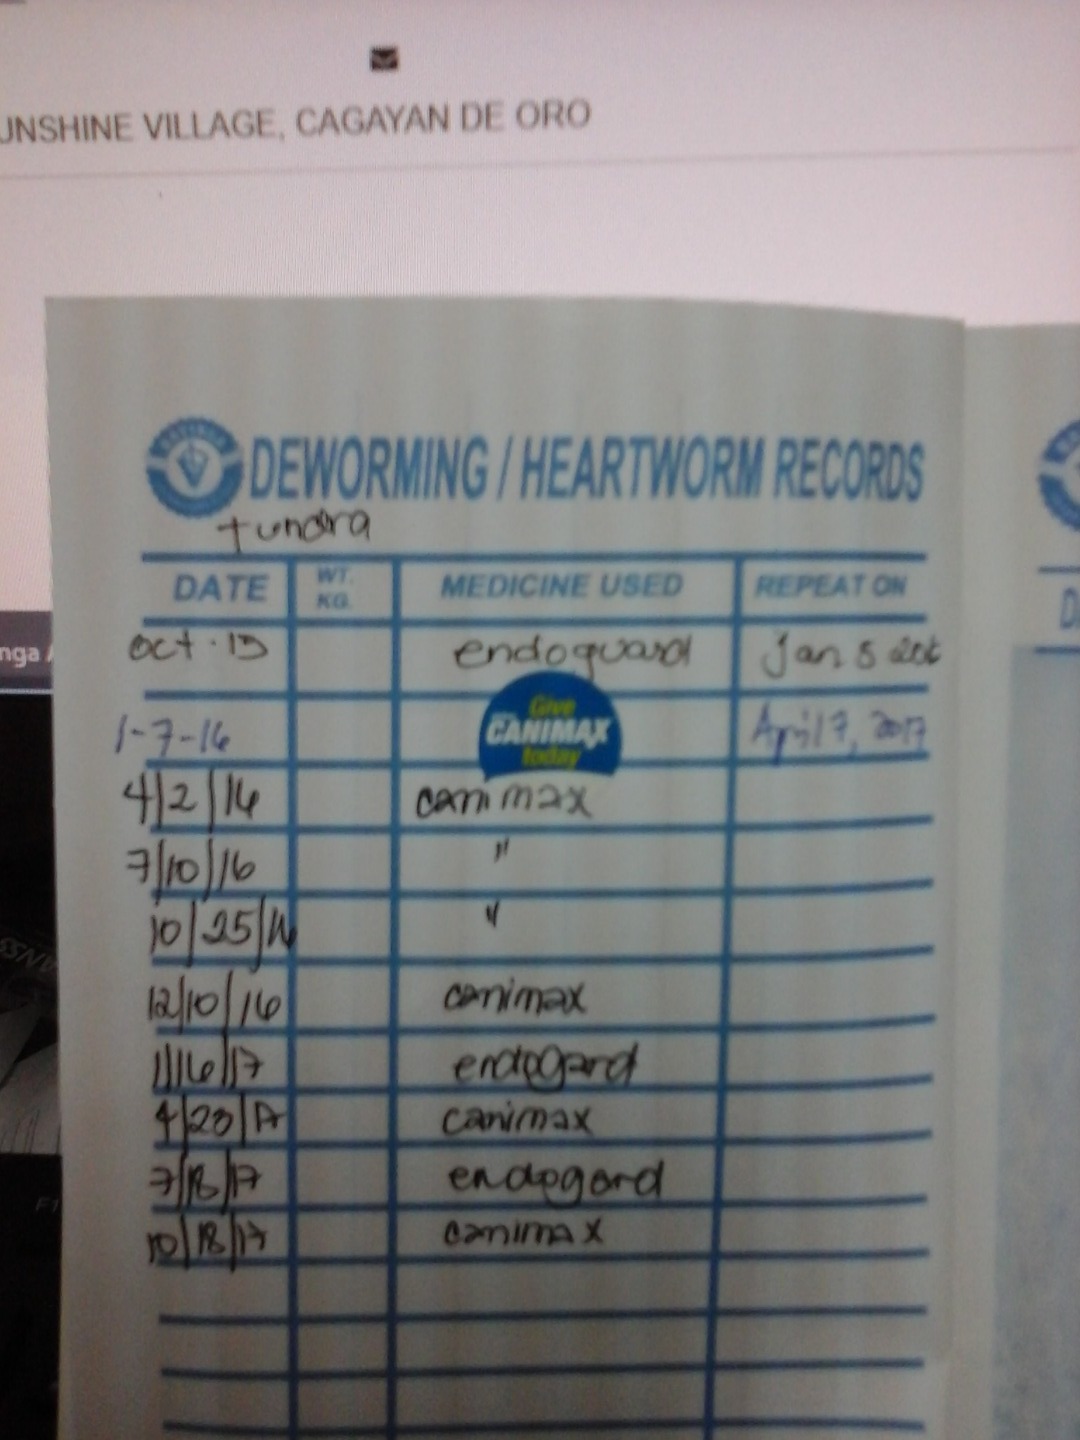 UNSHINE VILLAGE, CAGAYAN DE ORO
DEWORMING / HEARTWORM RECORDS
tundra
DATE WT. KG. MEDICINE USED REPEAT ON
Oct. 15 endoguard Jan 5
1-7-16 Give CANIMAX today April 7, 2017
4/2/16 canimax
7/10/16 "
10/25/16 "
12/10/16 canimax
1/16/17 endogard
4/20/17 canimax
7/18/17 endogard
10/18/17 canimax
nga
F1